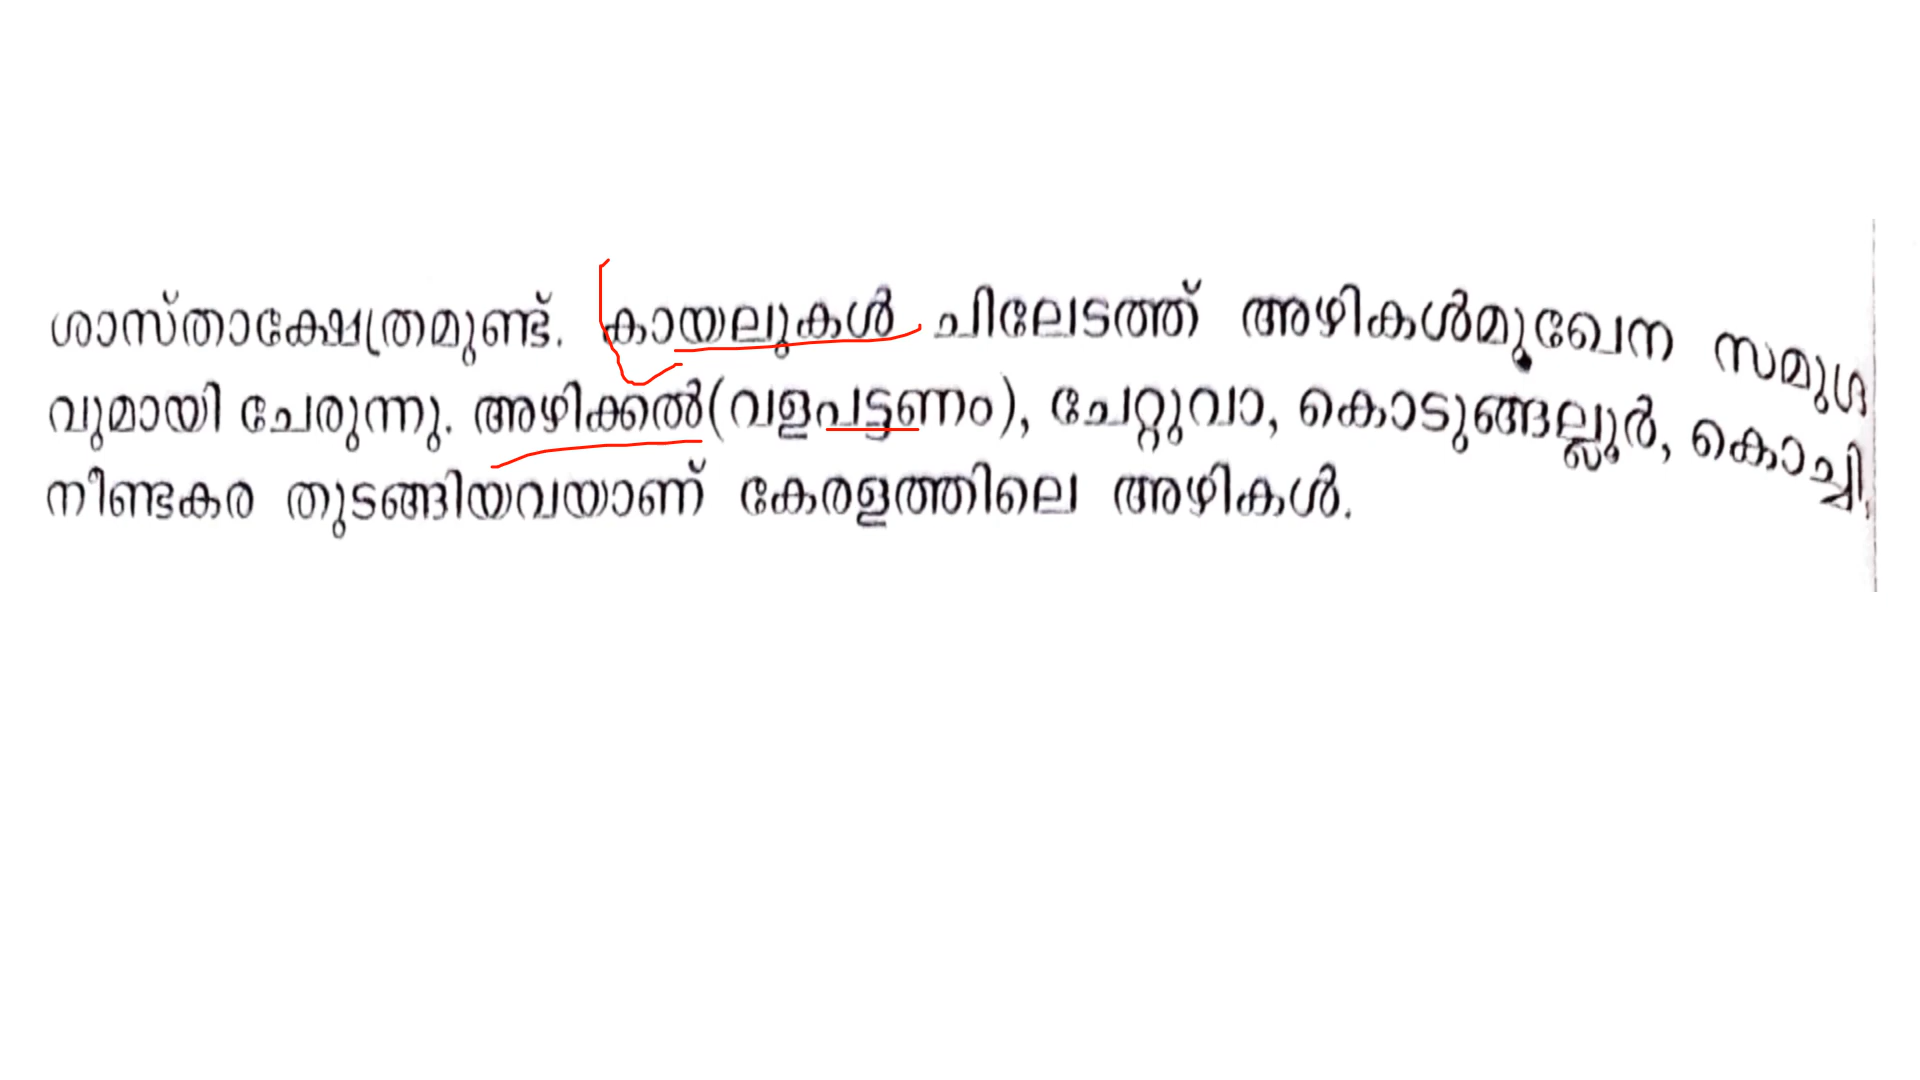 ശാസ്താക്ഷേത്രമുണ്ട്. കായലുകൾ ചിലേടത്ത് അഴികൾമുഖേന സമുദ്ര
വുമായി ചേരുന്നു. അഴിക്കൽ(വളപട്ടണം), ചേറ്റുവാ, കൊടുങ്ങല്ലൂർ, കൊച്ചി,
നീണ്ടകര തുടങ്ങിയവയാണ് കേരളത്തിലെ അഴികൾ.